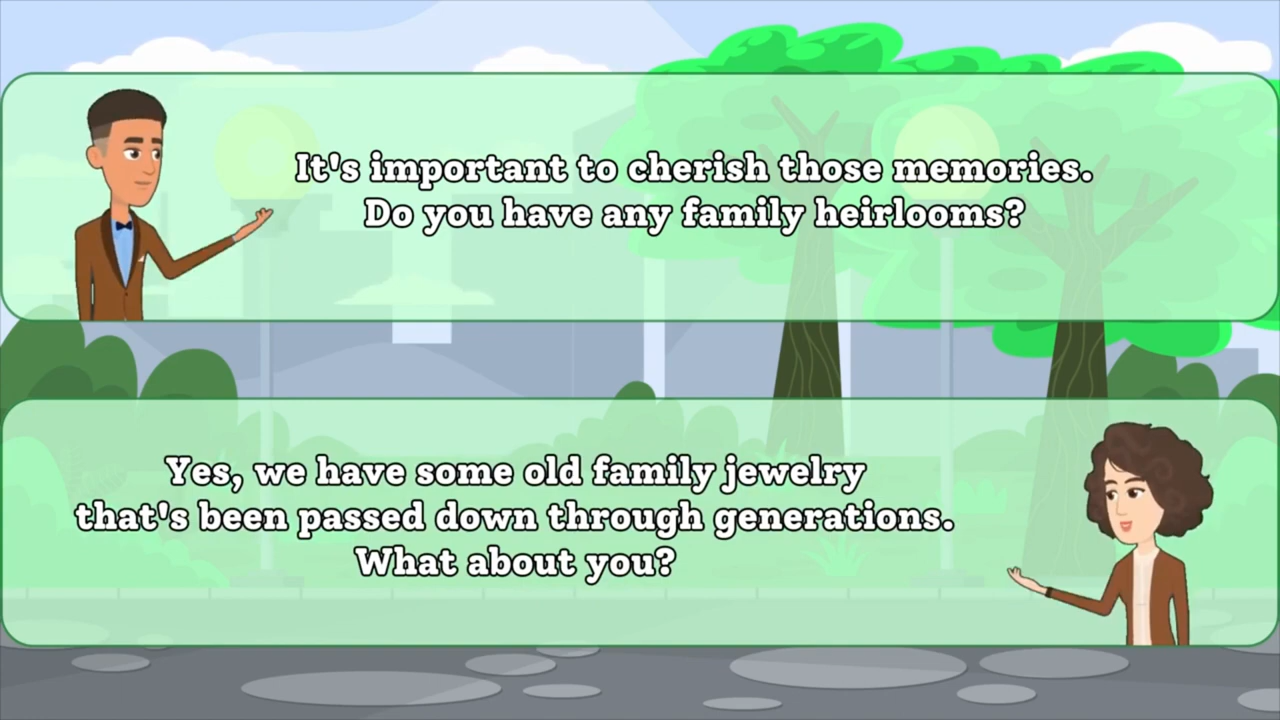 It's important to cherish those memories.
Do you have any family heirlooms?
Yes, we have some old family jewelry
that's been passed down through generations.
What about you?